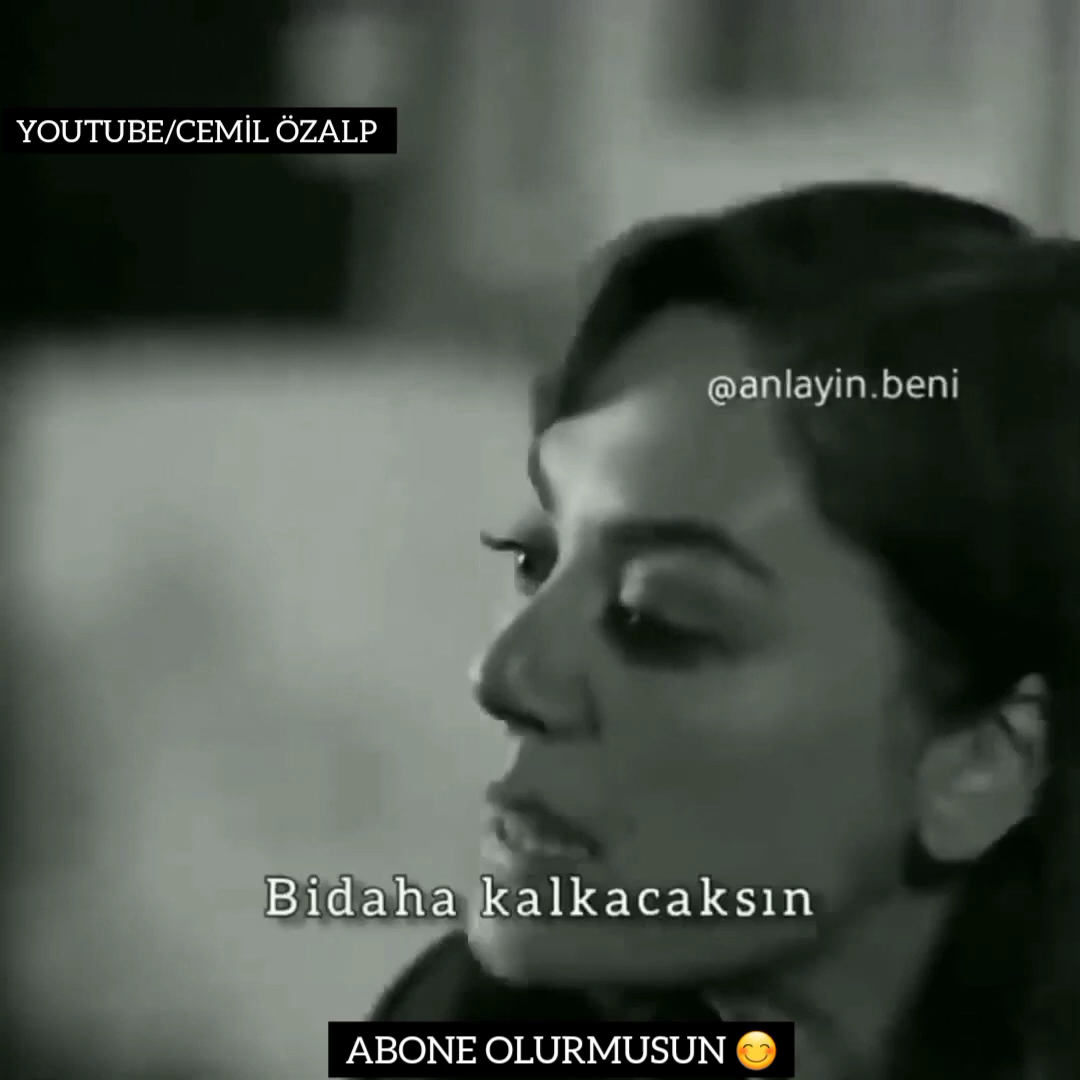 YOUTUBE/CEMİL ÖZALP
@anlayin.beni
Bidaha kalkacaksın
ABONE OLURMUSUN 😊